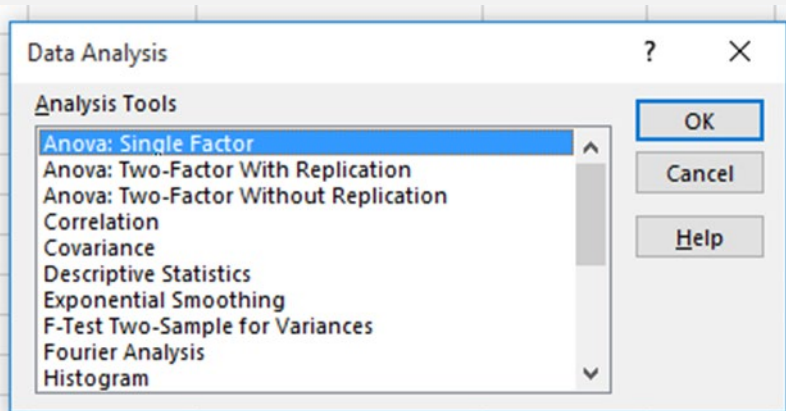 Data Analysis ?
Analysis Tools
Anova: Single Factor
Anova: Two-Factor With Replication
Anova: Two-Factor Without Replication
Correlation
Covariance
Descriptive Statistics
Exponential Smoothing
F-Test Two-Sample for Variances
Fourier Analysis
Histogram
OK
Cancel
Help